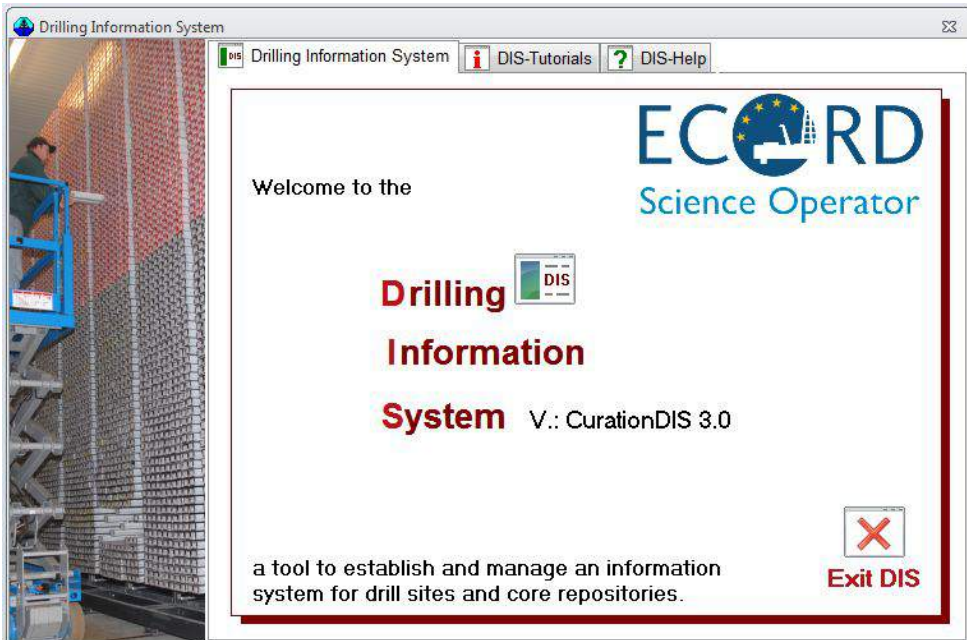 Drilling Information System
DIS Drilling Information System
i DIS-Tutorials
? DIS-Help
ECORD
Science Operator
Welcome to the
Drilling DIS
Information
System V.: CurationDIS 3.0
a tool to establish and manage an information
system for drill sites and core repositories.
Exit DIS